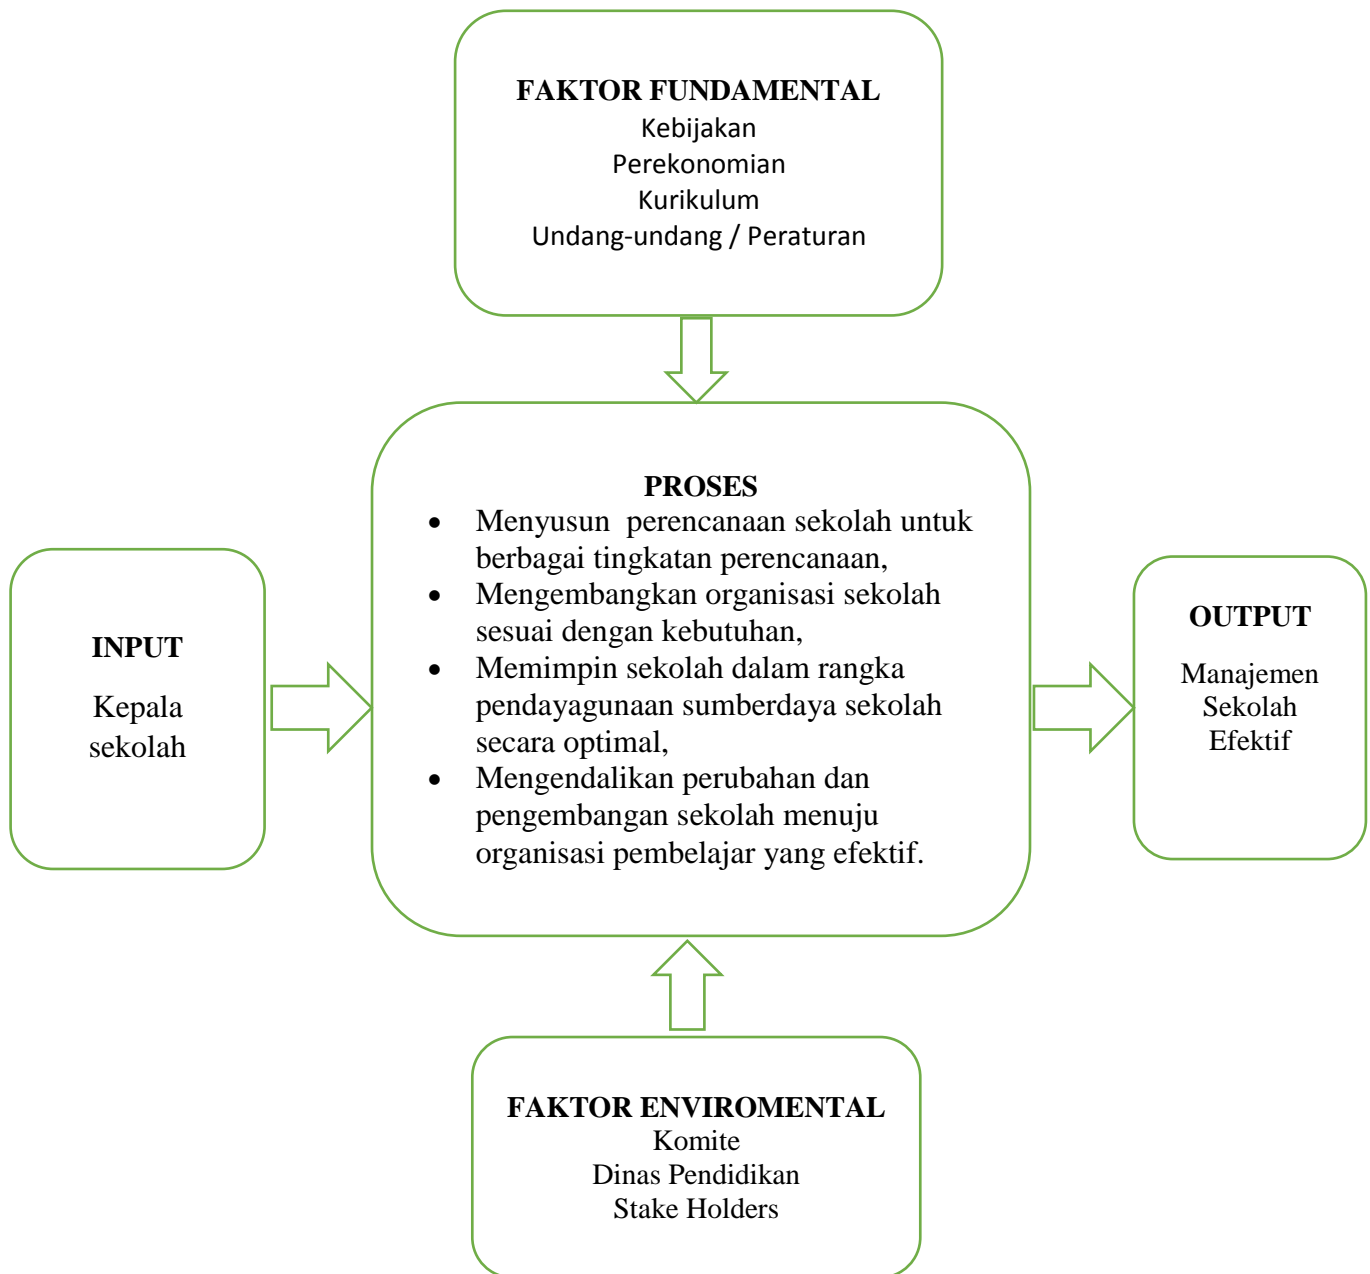 FAKTOR FUNDAMENTAL
Kebijakan
Perekonomian
Kurikulum
Undang-undang / Peraturan
INPUT
Kepala
sekolah
PROSES
• Menyusun perencanaan sekolah untuk
berbagai tingkatan perencanaan,
• Mengembangkan organisasi sekolah
sesuai dengan kebutuhan,
• Memimpin sekolah dalam rangka
pendayagunaan sumberdaya sekolah
secara optimal,
• Mengendalikan perubahan dan
pengembangan sekolah menuju
organisasi pembelajar yang efektif.
OUTPUT
Manajemen
Sekolah
Efektif
FAKTOR ENVIROMENTAL
Komite
Dinas Pendidikan
Stake Holders